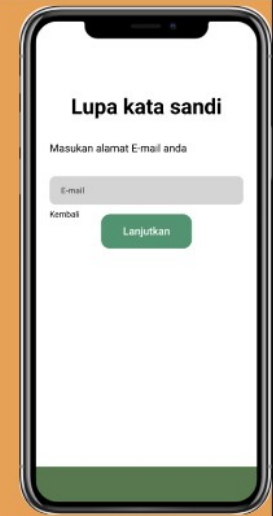 Lupa kata sandi
Masukan alamat E-mail anda
E-mail
Kembali
Lanjutkan